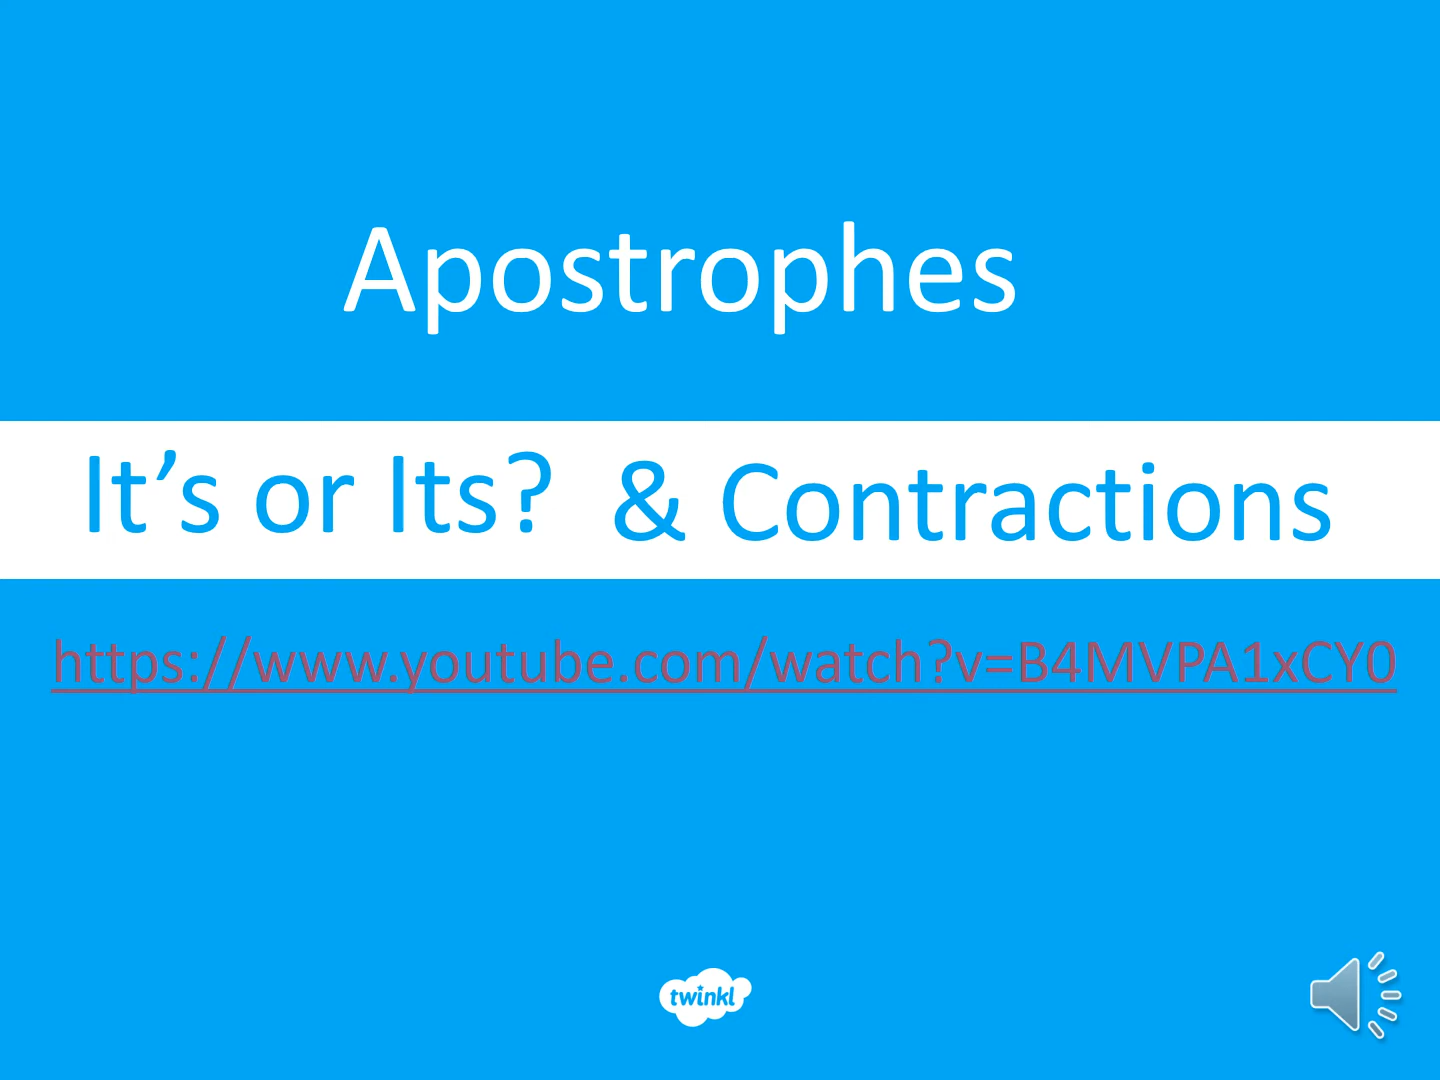 Apostrophes
It’s or Its? & Contractions
https://www.youtube.com/watch?v=B4MVPA1xCY0
twinkl